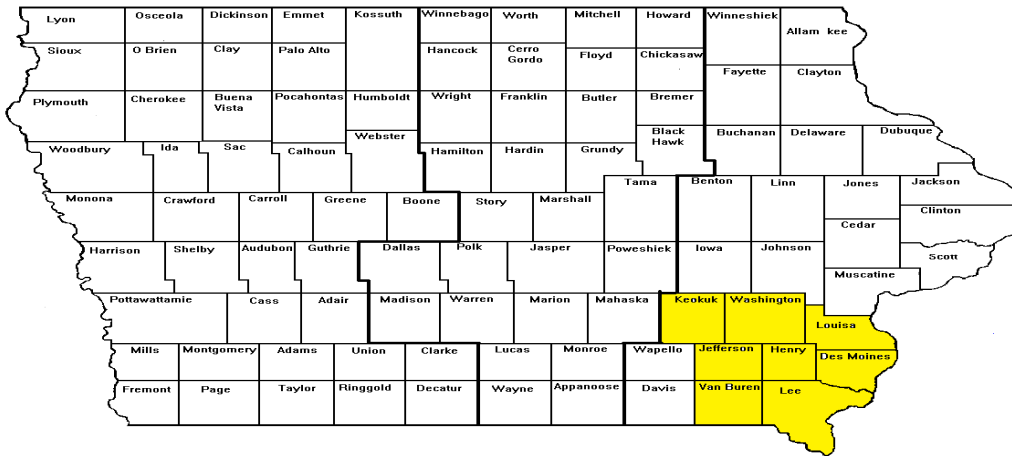 Lyon
Osceola
Dickinson
Emmet
Kossuth
Winnebago
Worth
Mitchell
Howard
Winneshiek
Allam kee
Sioux
O Brien
Clay
Palo Alto
Hancock
Cerro
Gordo
Floyd
Chickasaw
Fayette
Clayton
Plymouth
Cherokee
Buena
Vista
Pocahontas
Humboldt
Wright
Franklin
Butler
Bremer
Webster
Black
Hawk
Buchanan
Delaware
Dubuque
Woodbury
Ida
Sac
Calhoun
Hamilton
Hardin
Grundy
Tama
Benton
Linn
Jones
Jackson
Monona
Crawford
Carroll
Greene
Boone
Story
Marshall
Clinton
Cedar
Harrison
Shelby
Audubon
Guthrie
Dallas
Polk
Jasper
Poweshiek
Iowa
Johnson
Scott
Muscatine
Pottawattamie
Cass
Adair
Madison
Warren
Marion
Mahaska
Keokuk
Washington
Louisa
Mills
Montgomery
Adams
Union
Clarke
Lucas
Monroe
Wapello
Jefferson
Henry
Des Moines
Fremont
Page
Taylor
Ringgold
Decatur
Wayne
Appanoose
Davis
Van Buren
Lee